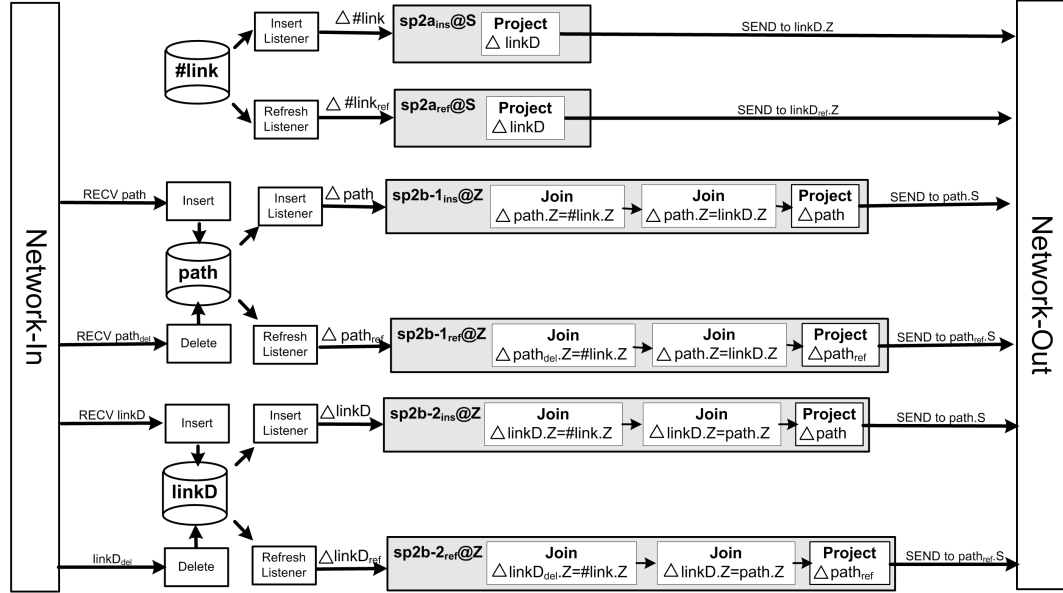 Network-In
#link
Insert
Listener
△ #link
sp2a_ins@S
Project
△ linkD
SEND to linkD.Z
Refresh
Listener
△ #link_ref
sp2a_ref@S
Project
△ linkD
SEND to linkD_ref.Z
RECV path
Insert
path
Insert
Listener
△ path
sp2b-1_ins@Z
Join
△ path.Z=#link.Z
Join
△ path.Z=linkD.Z
Project
△path
SEND to path.S
RECV path_del
Delete
Refresh
Listener
△ path_ref
sp2b-1_ref@Z
Join
△ path_del.Z=#link.Z
Join
△ path.Z=linkD.Z
Project
△path_ref
SEND to path_ref.S
RECV linkD
Insert
linkD
Insert
Listener
△linkD
sp2b-2_ins@Z
Join
△linkD.Z=#link.Z
Join
△linkD.Z=path.Z
Project
△path
SEND to path.S
linkD_del
Delete
Refresh
Listener
△linkD_ref
sp2b-2_ref@Z
Join
△linkD_del.Z=#link.Z
Join
△linkD.Z=path.Z
Project
△path_ref
SEND to path_ref.S
Network-Out